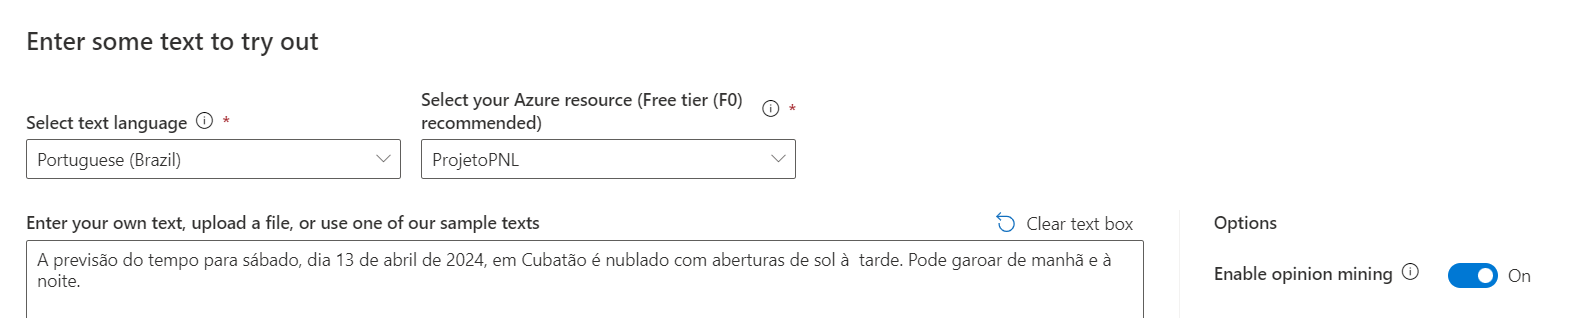 Enter some text to try out
Select text language *
Select your Azure resource (Free tier (F0)
recommended) *
Portuguese (Brazil)
ProjetoPNL
Enter your own text, upload a file, or use one of our sample texts
Clear text box
A previsão do tempo para sábado, dia 13 de abril de 2024, em Cubatão é nublado com aberturas de sol à  tarde. Pode garoar de manhã e à
noite.
Options
Enable opinion mining
On